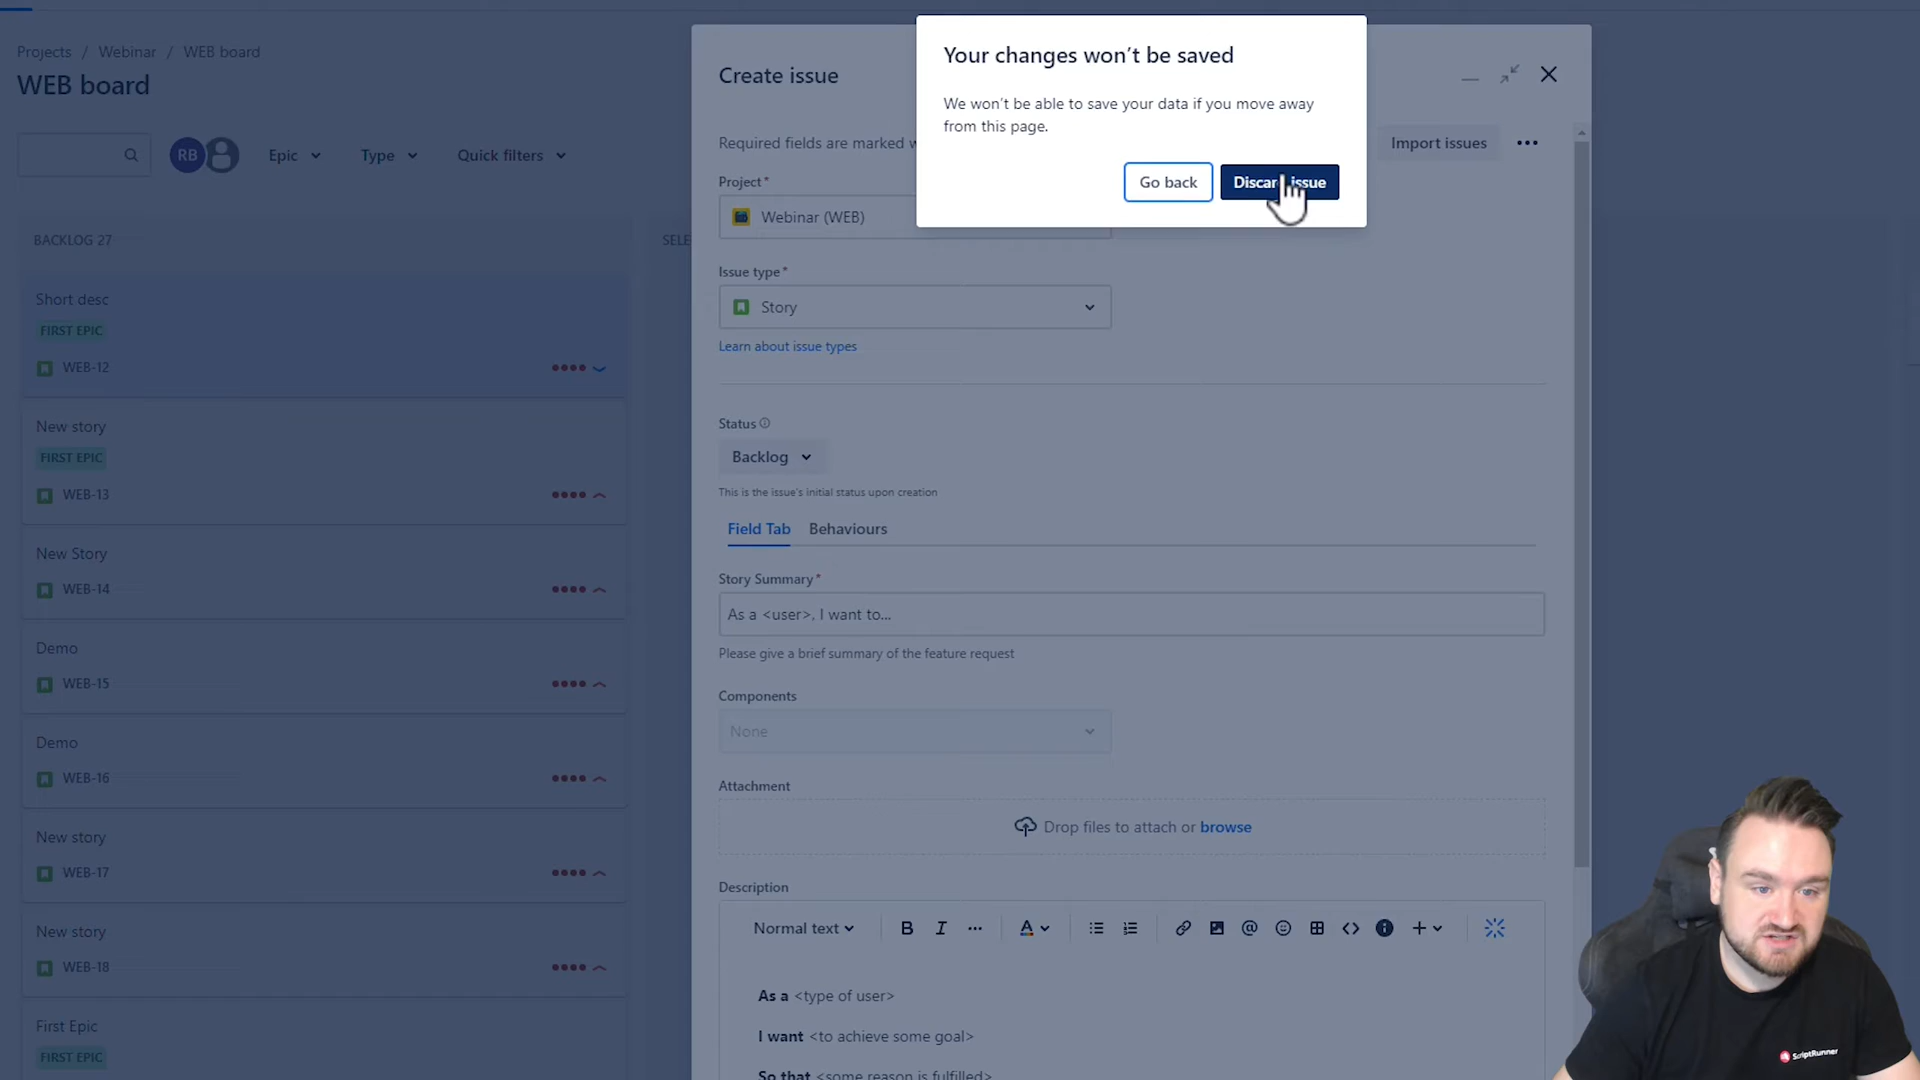 Projects / Webinar / WEB board
WEB board
RB
Epic
Type
Quick filters
BACKLOG 27
Short desc
FIRST EPIC
WEB-12
New story
FIRST EPIC
WEB-13
New Story
WEB-14
Demo
WEB-15
Demo
WEB-16
New story
WEB-17
New story
WEB-18
First Epic
FIRST EPIC
SELE
Your changes won't be saved
We won't be able to save your data if you move away
from this page.
Go back
Discard issue
Create issue
Required fields are marked
Import issues
Project*
Webinar (WEB)
Issue type*
Story
Learn about issue types
Status
Backlog
This is the issue's initial status upon creation
Field Tab Behaviours
Story Summary*
As a <user>, I want to...
Please give a brief summary of the feature request
Components
None
Attachment
Drop files to attach or browse
Description
Normal text
As a <type of user>
I want <to achieve some goal>
So that <some reason is fulfilled>
ScriptRunner